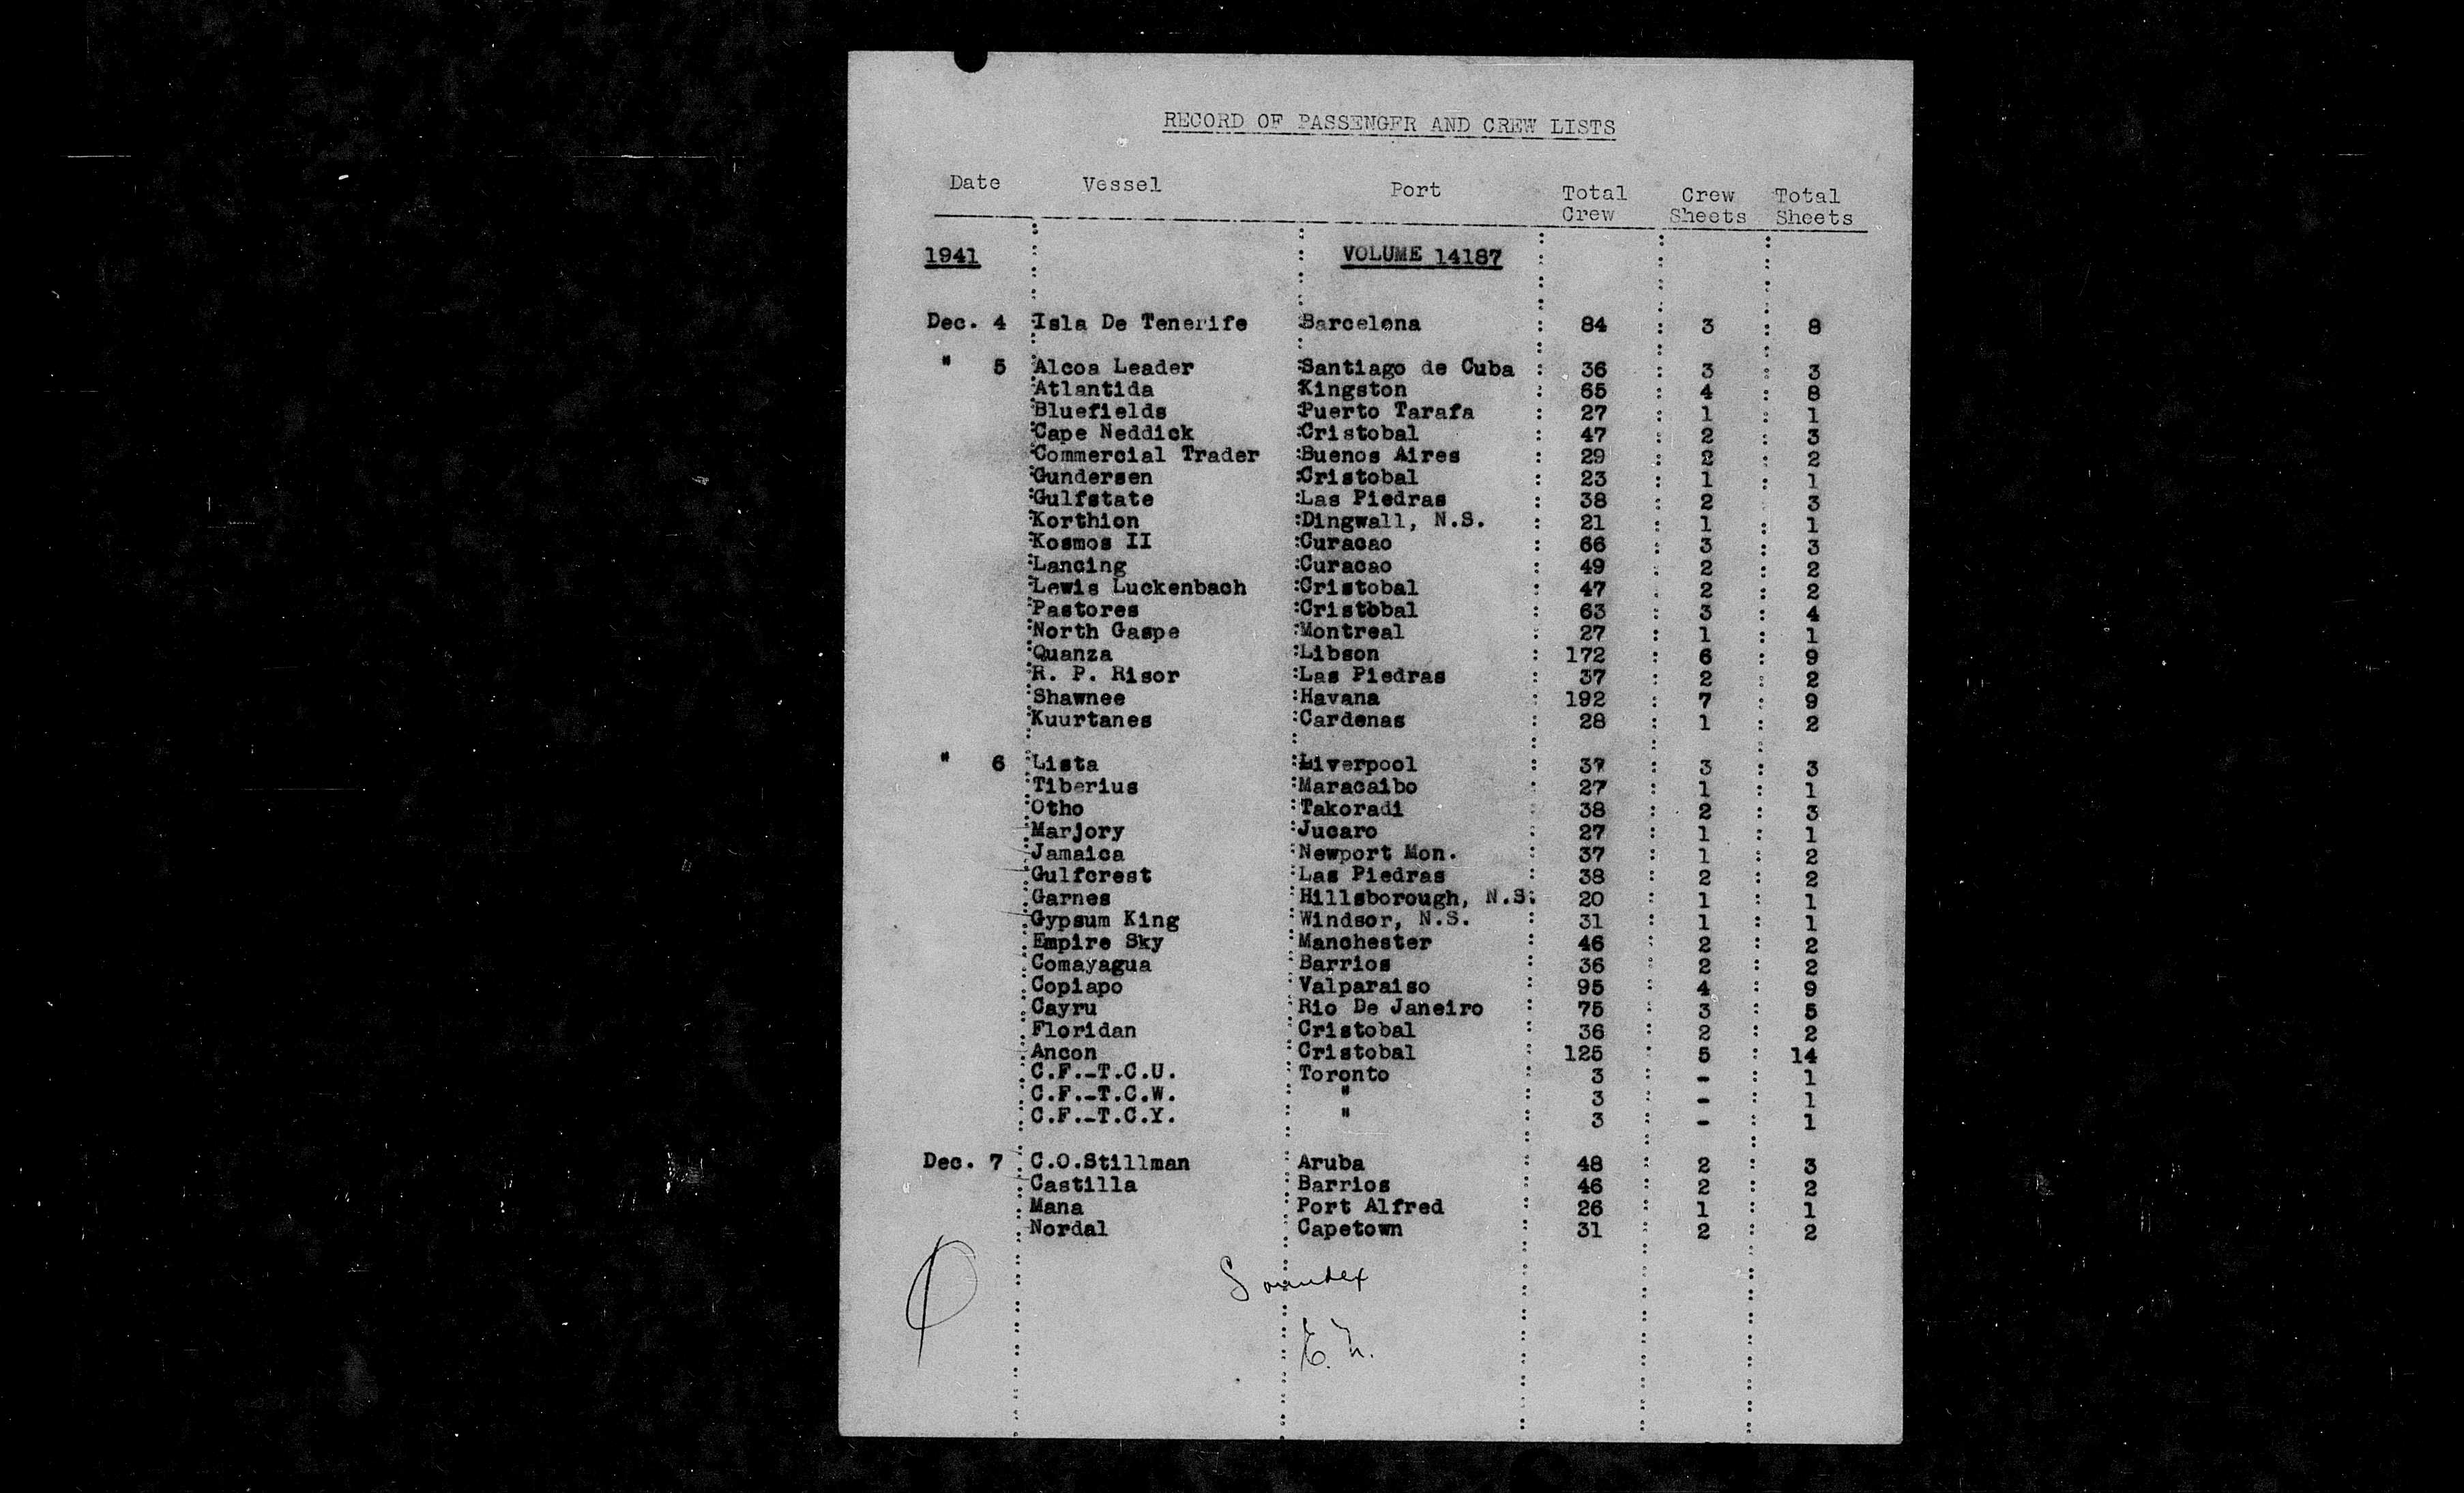 RECORD OF PASSENGER AND CREW LISTS
Date Vessel Port Total Crew Crew Sheets Total Sheets
1941 VOLUME 14187
Dec. 4 Isla De Tenerife Barcelona 84 3 8
" 5 Alcoa Leader Santiago de Cuba 36 3 3
Atlantida Kingston 65 4 8
Bluefields Puerto Tarafa 27 1 1
Cape Neddick Cristobal 47 2 3
Commercial Trader Buenos Aires 29 2 2
Gundersen Cristobal 23 1 1
Gulfstate Las Piedras 38 2 3
Korthion Dingwall, N.S. 21 1 1
Kosmos II Curacao 66 3 3
Lancing Curacao 49 2 2
Lewis Luckenbach Cristobal 47 2 2
Pastores Cristobal 63 3 4
North Gaspe Montreal 27 1 1
Quanza Libson 172 6 9
R. P. Risor Las Piedras 37 2 2
Shawnee Havana 192 7 9
Kuurtanes Cardenas 28 1 2
" 6 Lista Liverpool 37 3 3
Tiberius Maracaibo 27 1 1
Otho Takoradi 38 2 3
Marjory Jucaro 27 1 1
Jamaica Newport Mon. 37 1 2
Gulfcrest Las Piedras 38 2 2
Garnes Hillsborough, N.S. 20 1 1
Gypsum King Windsor, N.S. 31 1 1
Empire Sky Manchester 46 2 2
Comayagua Barrios 36 2 2
Copiapo Valparaiso 95 4 9
Cayru Rio De Janeiro 75 3 5
Floridan Cristobal 36 2 2
Ancon Cristobal 125 5 14
C.F.-T.C.U. Toronto 3 - 1
C.F.-T.C.W. " 3 - 1
C.F.-T.C.Y. " 3 - 1
Dec. 7 C.O.Stillman Aruba 48 2 3
Castilla Barrios 46 2 2
Mana Port Alfred 26 1 1
Nordal Capetown 31 2 2